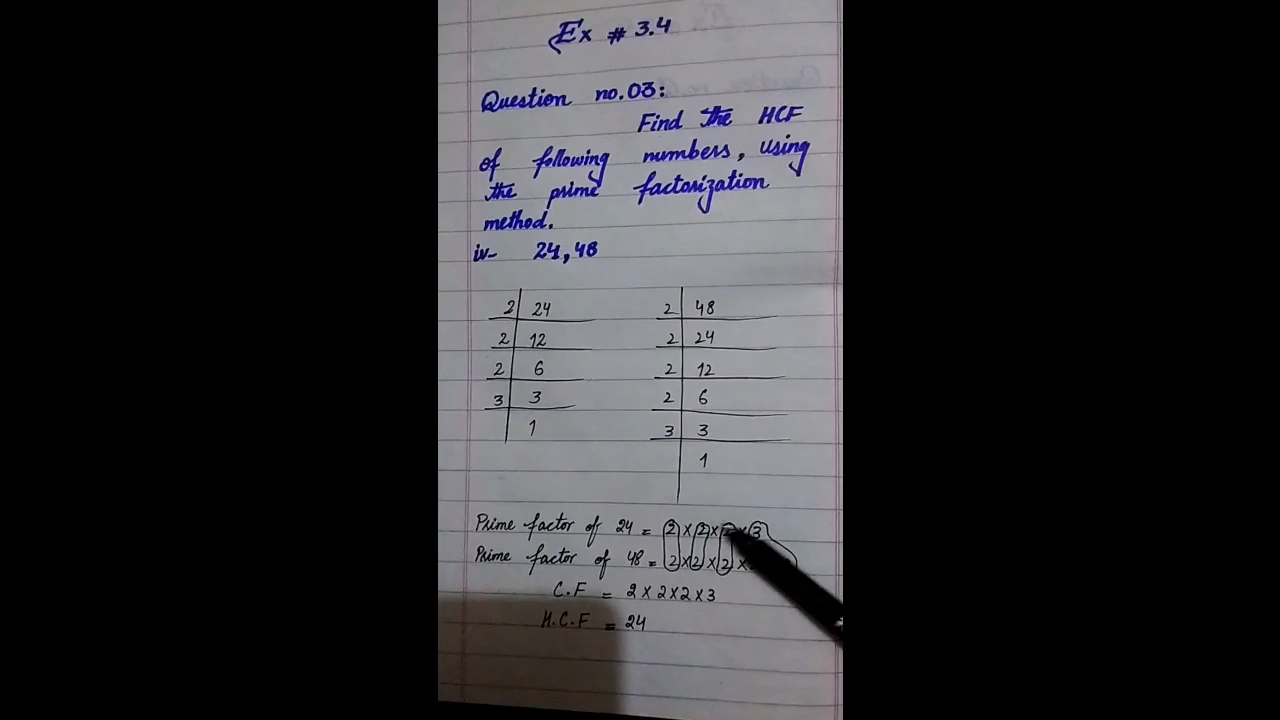 Ex # 3.4
Question no.03:
Find the HCF
of following numbers, using
the prime factorization
method.
iv- 24,48
2 24
2 12
2 6
3 3
1
2 48
2 24
2 12
2 6
3 3
1
Prime factor of 24 = 2×2×2×3
Prime factor of 48 = 2×2×2×
C.F = 2×2×2×3
H.C.F = 24